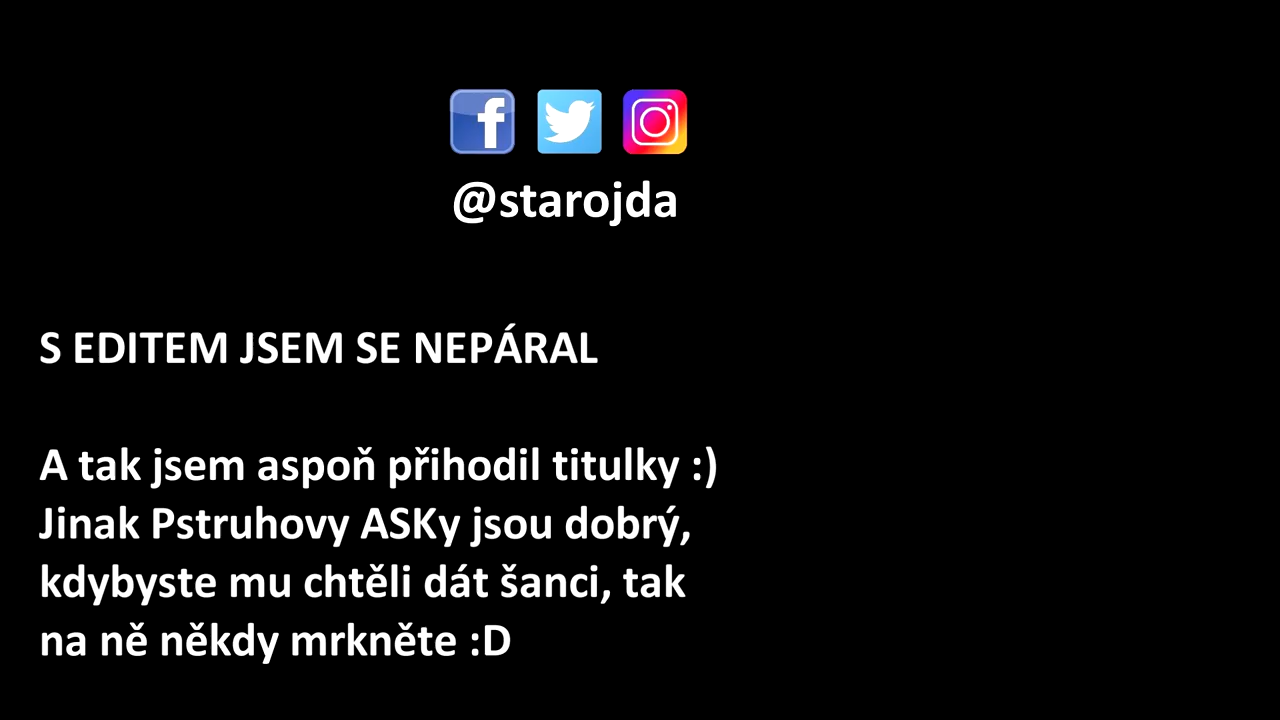 @starojda
S EDITEM JSEM SE NEPÁRAL
A tak jsem aspoň přihodil titulky :)
Jinak Pstruhovy ASKy jsou dobrý,
kdybyste mu chtěli dát šanci, tak
na ně někdy mrkněte :D